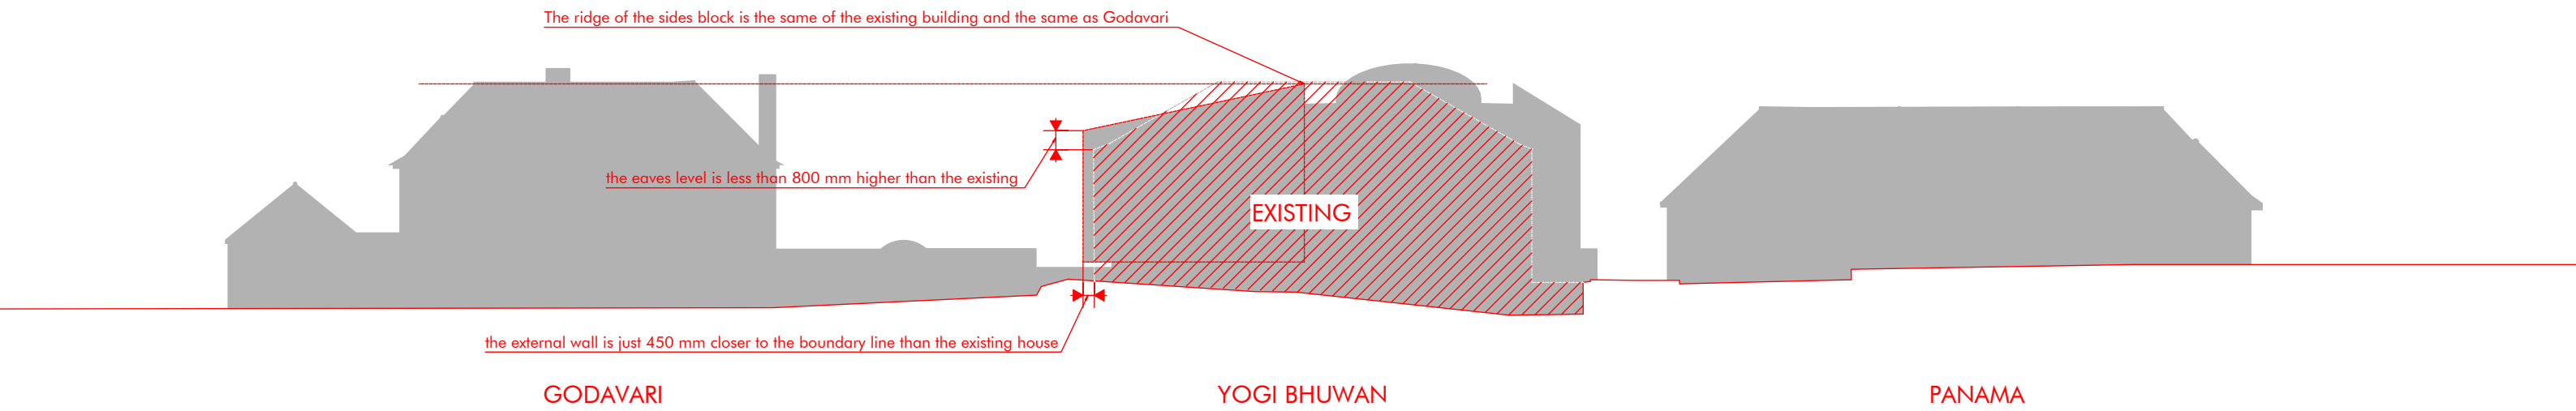 The ridge of the sides block is the same of the existing building and the same as Godavari
the eaves level is less than 800 mm higher than the existing
EXISTING
the external wall is just 450 mm closer to the boundary line than the existing house
GODAVARI
YOGI BHUWAN
PANAMA